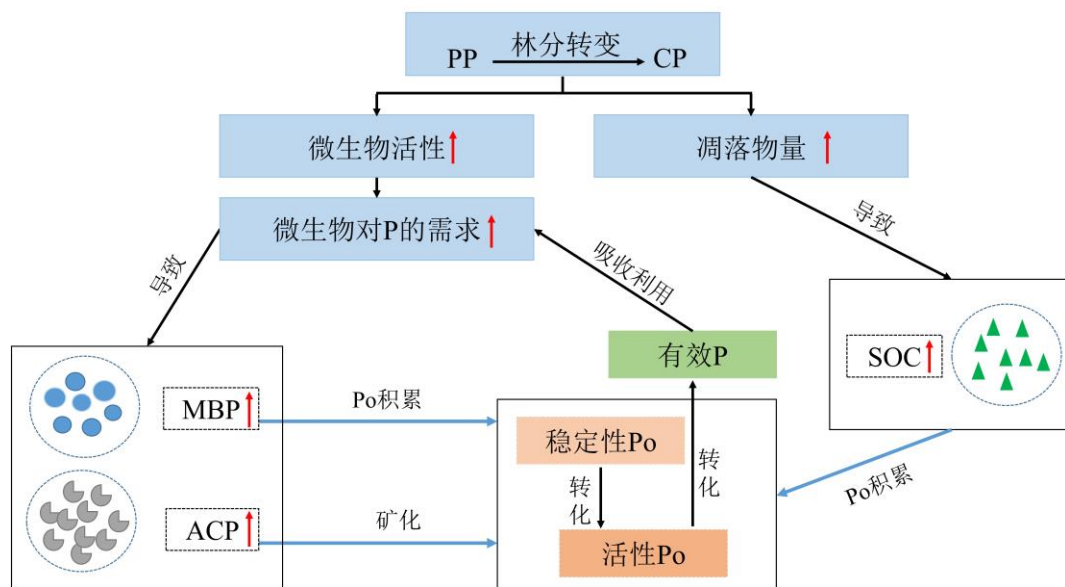 林分转变
PP CP
微生物活性
凋落物量
微生物对P的需求
导致
导致
吸收利用
有效P
SOC
MBP
Po积累
稳定性Po
转化
转化
Po积累
ACP
矿化
活性Po